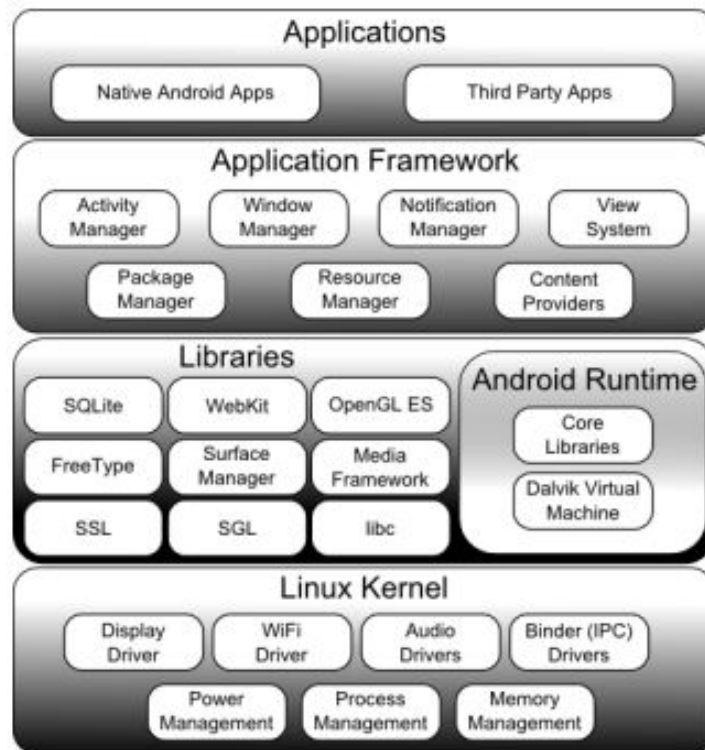 Applications
Native Android Apps
Third Party Apps
Application Framework
Activity
Manager
Window
Manager
Notification
Manager
View
System
Package
Manager
Resource
Manager
Content
Providers
Libraries
SQLite
WebKit
OpenGL ES
FreeType
Surface
Manager
Media
Framework
SSL
SGL
libc
Android Runtime
Core
Libraries
Dalvik Virtual
Machine
Linux Kernel
Display
Driver
WiFi
Driver
Audio
Drivers
Binder (IPC)
Drivers
Power
Management
Process
Management
Memory
Management